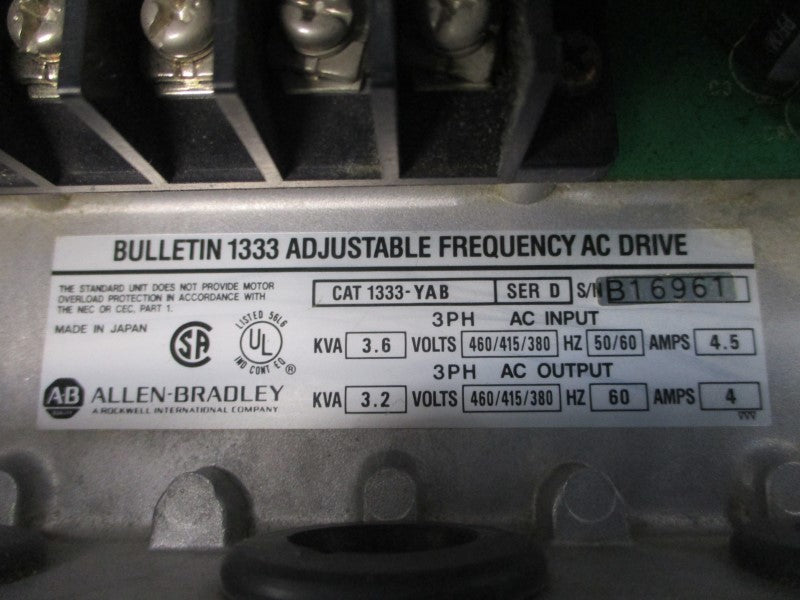 BULLETIN 1333 ADJUSTABLE FREQUENCY AC DRIVE
THE STANDARD UNIT DOES NOT PROVIDE MOTOR
OVERLOAD PROTECTION IN ACCORDANCE WITH
THE NEC OR CEC, PART 1.
MADE IN JAPAN
CAT 1333-YAB SER D S/N B16961
LISTED 56L6
UL ®
IND CONT EQ
SA
3PH AC INPUT
KVA 3.6 VOLTS 460/415/380 HZ 50/60 AMPS 4.5
3PH AC OUTPUT
KVA 3.2 VOLTS 460/415/380 HZ 60 AMPS 4
AB ALLEN-BRADLEY
A ROCKWELL INTERNATIONAL COMPANY